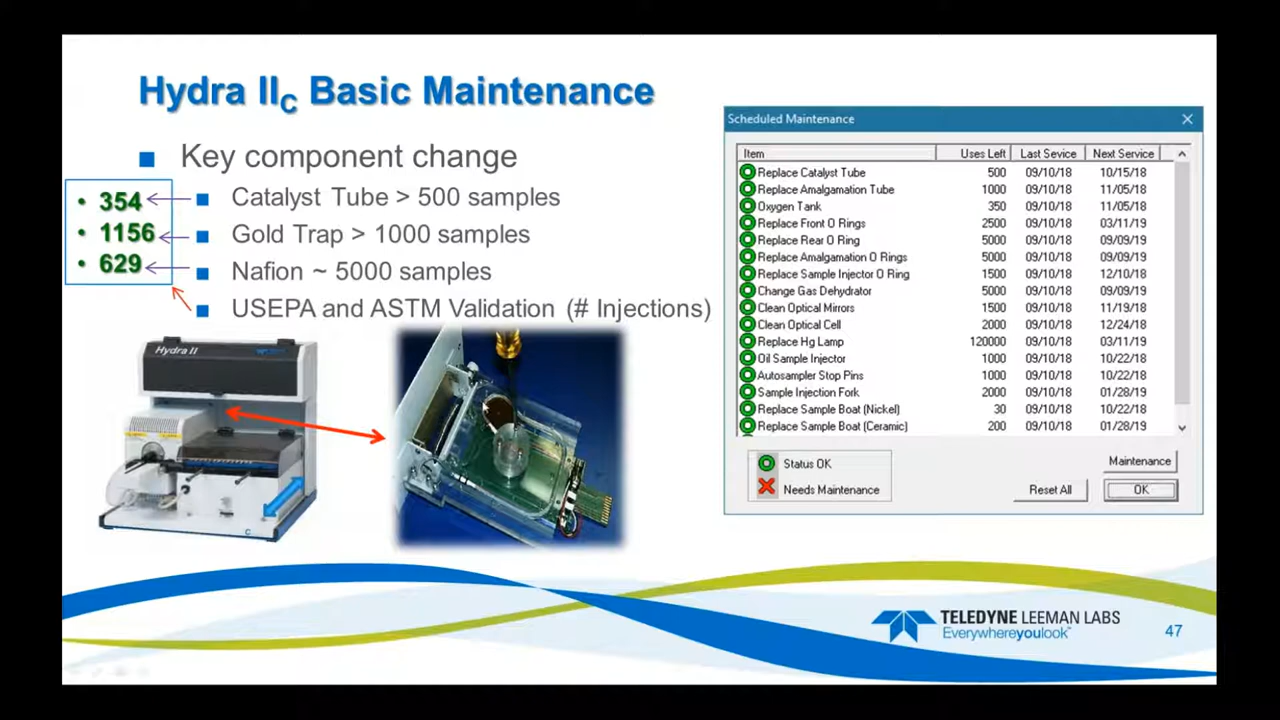 Hydra IIC Basic Maintenance
Key component change
• 354
Catalyst Tube > 500 samples
• 1156
Gold Trap > 1000 samples
• 629
Nafion ~ 5000 samples
USEPA and ASTM Validation (# Injections)
Hydra II
C
Scheduled Maintenance
Item Uses Left Last Sevice Next Service
Replace Catalyst Tube 500 09/10/18 10/15/18
Replace Amalgamation Tube 1000 09/10/18 11/05/18
Oxygen Tank 350 09/10/18 11/05/18
Replace Front O Rings 2500 09/10/18 03/11/19
Replace Rear O Ring 5000 09/10/18 09/09/19
Replace Amalgamation O Rings 5000 09/10/18 09/09/19
Replace Sample Injector O Ring 1500 09/10/18 12/10/18
Change Gas Dehydrator 5000 09/10/18 09/09/19
Clean Optical Mirrors 1500 09/10/18 11/19/18
Clean Optical Cell 2000 09/10/18 12/24/18
Replace Hg Lamp 120000 09/10/18 03/11/19
Oil Sample Injector 1000 09/10/18 10/22/18
Autosampler Stop Pins 1000 09/10/18 10/22/18
Sample Injection Fork 2000 09/10/18 01/28/19
Replace Sample Boat (Nickel) 30 09/10/18 10/22/18
Replace Sample Boat (Ceramic) 200 09/10/18 01/28/19
Status OK
Needs Maintenance
Maintenance
Reset All
OK
TELEDYNE LEEMAN LABS
Everywhereyoulook™
47